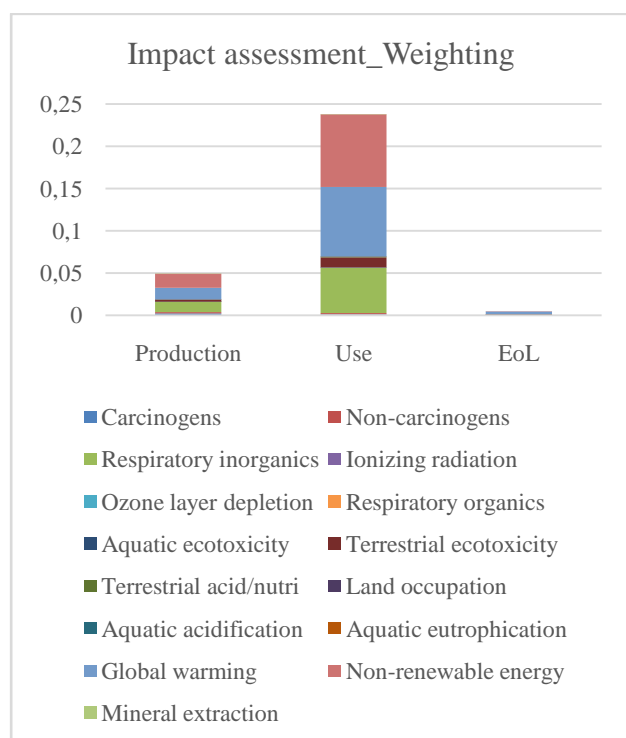 Impact assessment_Weighting
0,25
0,2
0,15
0,1
0,05
0
Production Use EoL
Carcinogens Non-carcinogens
Respiratory inorganics Ionizing radiation
Ozone layer depletion Respiratory organics
Aquatic ecotoxicity Terrestrial ecotoxicity
Terrestrial acid/nutri Land occupation
Aquatic acidification Aquatic eutrophication
Global warming Non-renewable energy
Mineral extraction